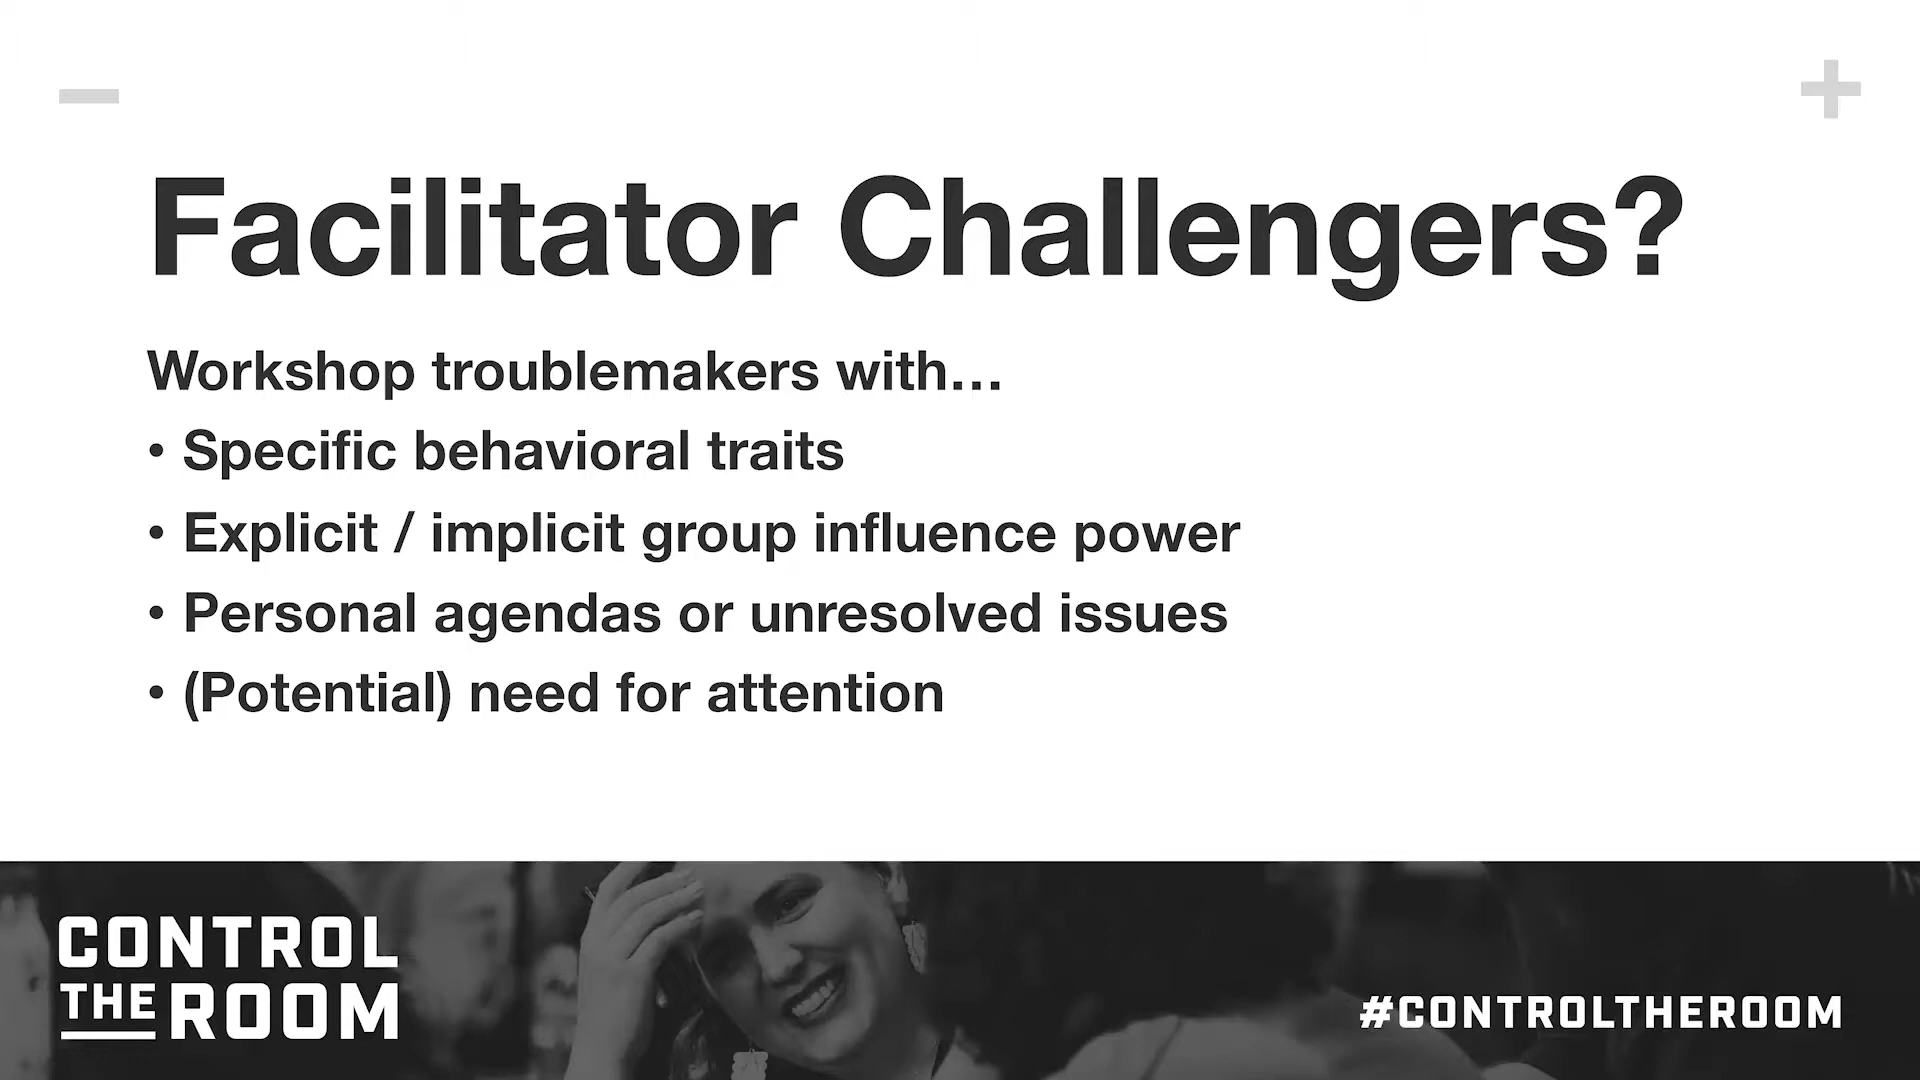 Facilitator Challengers?
Workshop troublemakers with…
• Specific behavioral traits
• Explicit / implicit group influence power
• Personal agendas or unresolved issues
• (Potential) need for attention
CONTROL
THE ROOM
#CONTROLTHEROOM